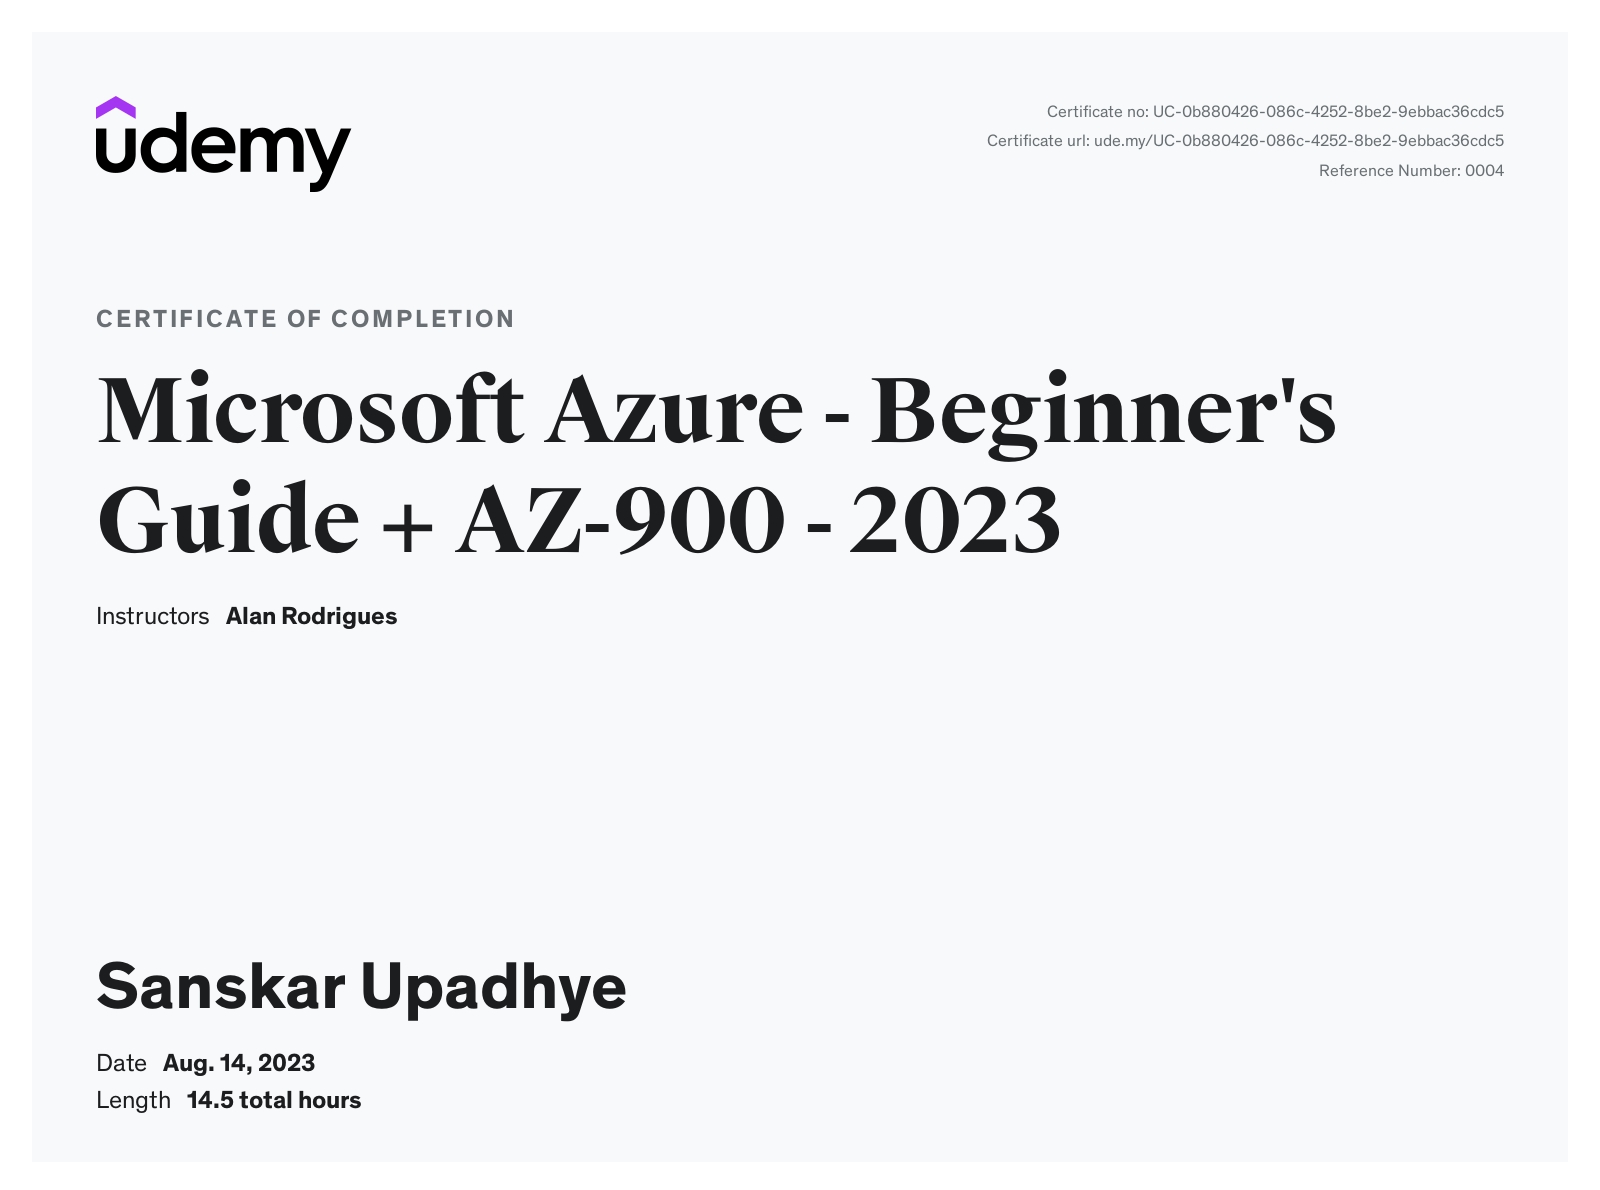 udemy
Certificate no: UC-0b880426-086c-4252-8be2-9ebbac36cdc5
Certificate url: ude.my/UC-0b880426-086c-4252-8be2-9ebbac36cdc5
Reference Number: 0004
CERTIFICATE OF COMPLETION
Microsoft Azure - Beginner's
Guide + AZ-900 - 2023
Instructors Alan Rodrigues
Sanskar Upadhye
Date Aug. 14, 2023
Length 14.5 total hours